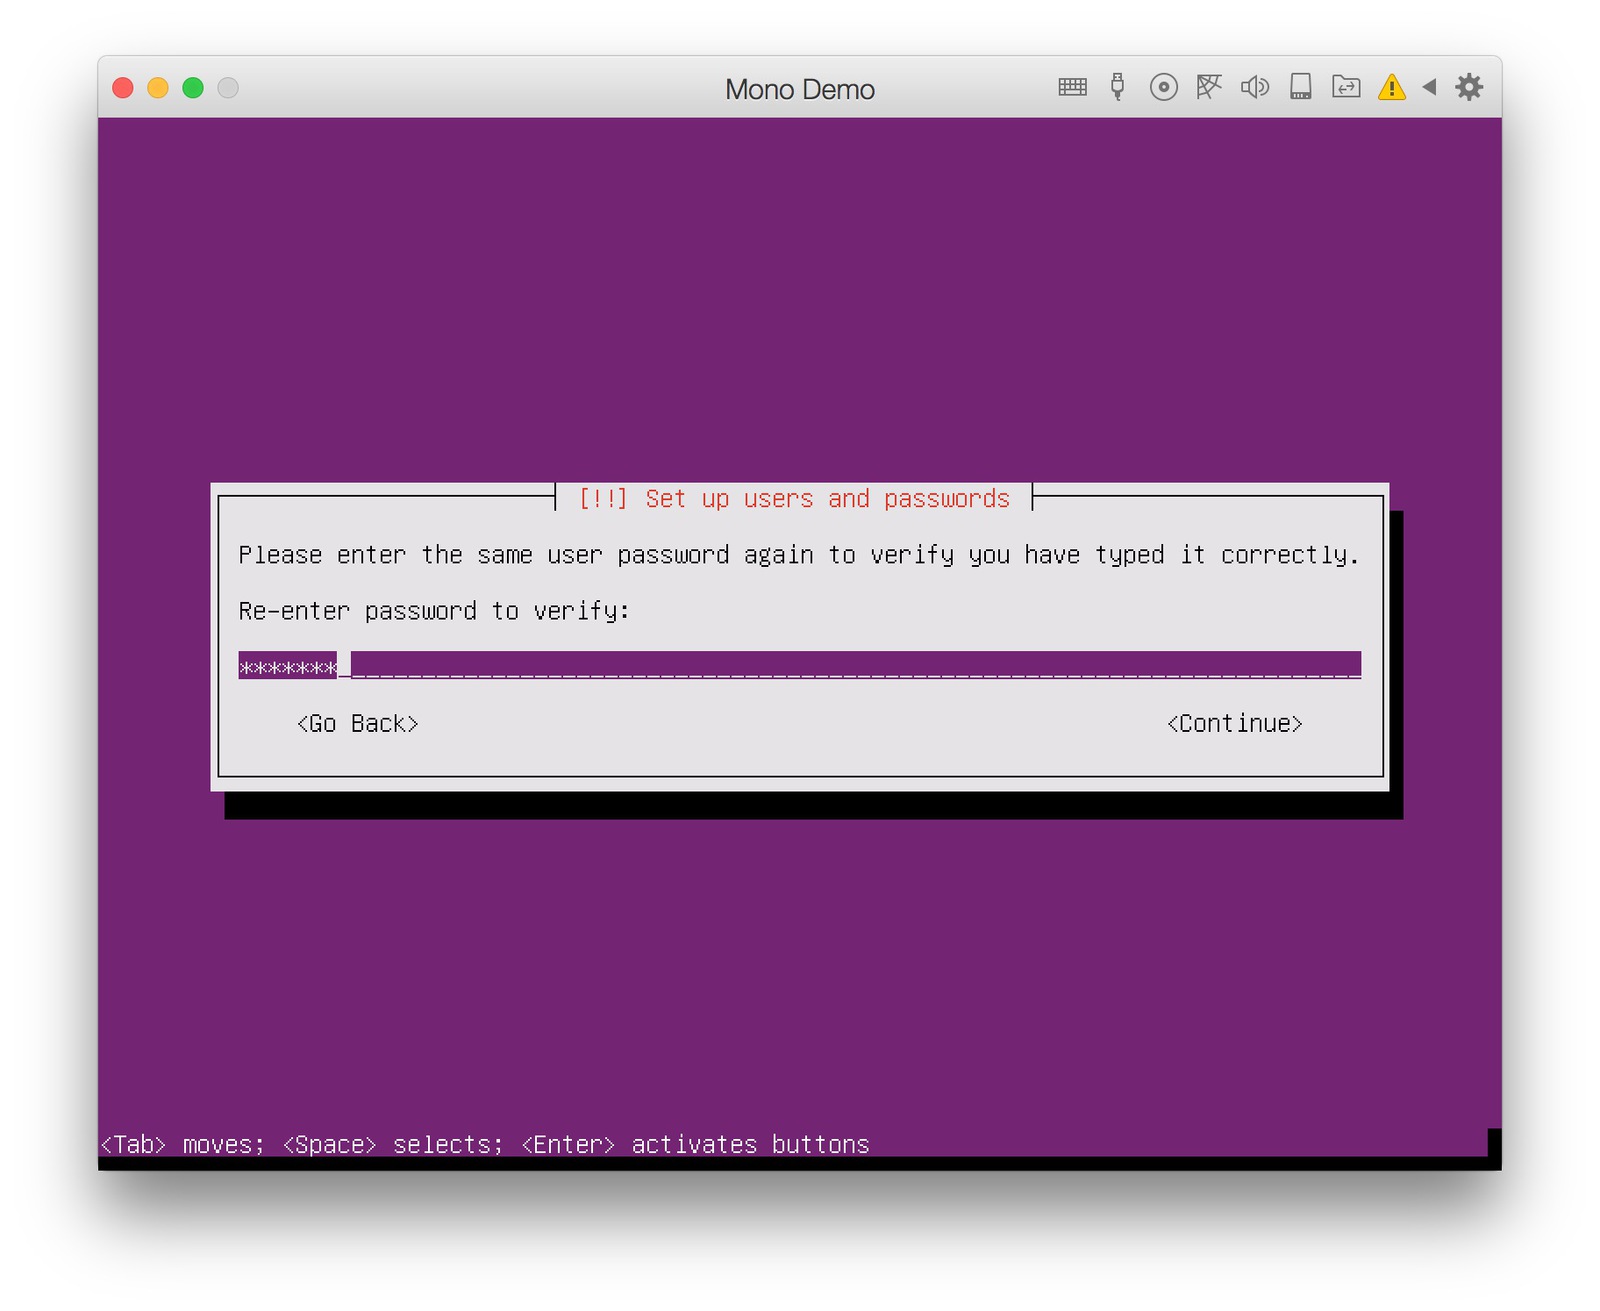 Mono Demo
[!!] Set up users and passwords
Please enter the same user password again to verify you have typed it correctly.
Re-enter password to verify:
*******
<Go Back> <Continue>
<Tab> moves; <Space> selects; <Enter> activates buttons